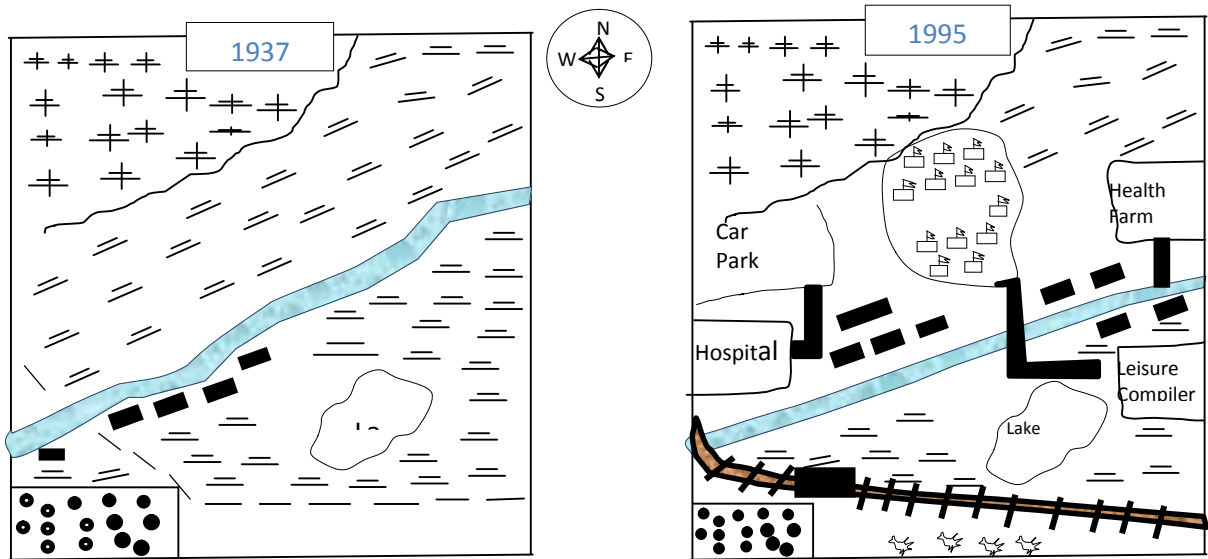 1937
N
W E
S
1995
Health
Farm
Car
Park
Hospital
Leisure
Compiler
Lake